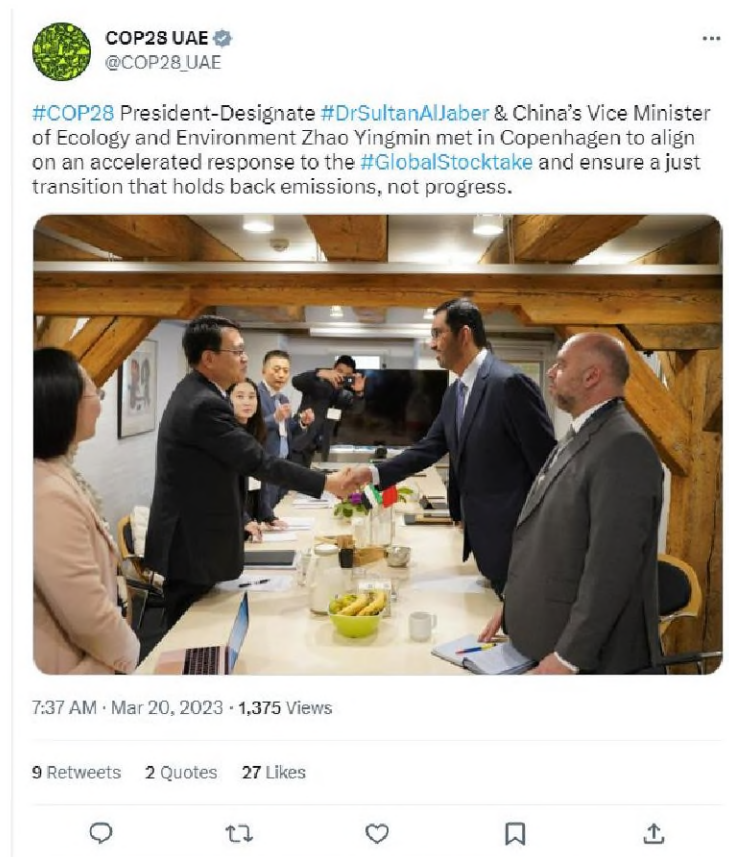 COP28 UAE
@COP28_UAE
#COP28 President-Designate #DrSultanAlJaber & China's Vice Minister
of Ecology and Environment Zhao Yingmin met in Copenhagen to align
on an accelerated response to the #GlobalStocktake and ensure a just
transition that holds back emissions, not progress.
7:37 AM · Mar 20, 2023 · 1,375 Views
9 Retweets 2 Quotes 27 Likes